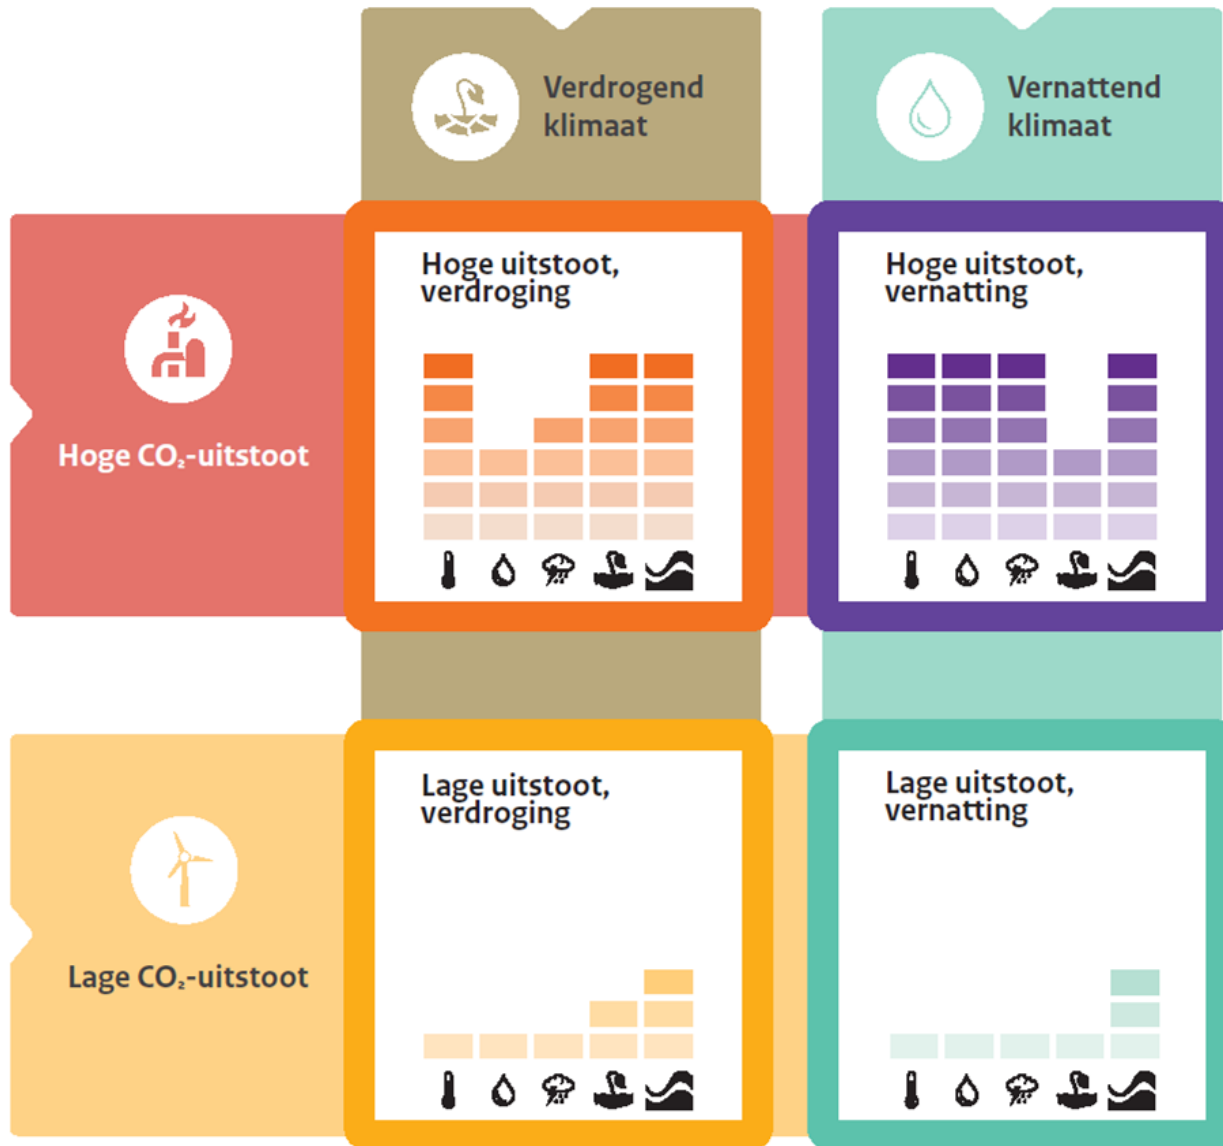 Verdrogend
klimaat
Vernattend
klimaat
Hoge CO₂-uitstoot
Hoge uitstoot,
verdroging
Hoge uitstoot,
vernatting
Lage CO₂-uitstoot
Lage uitstoot,
verdroging
Lage uitstoot,
vernatting